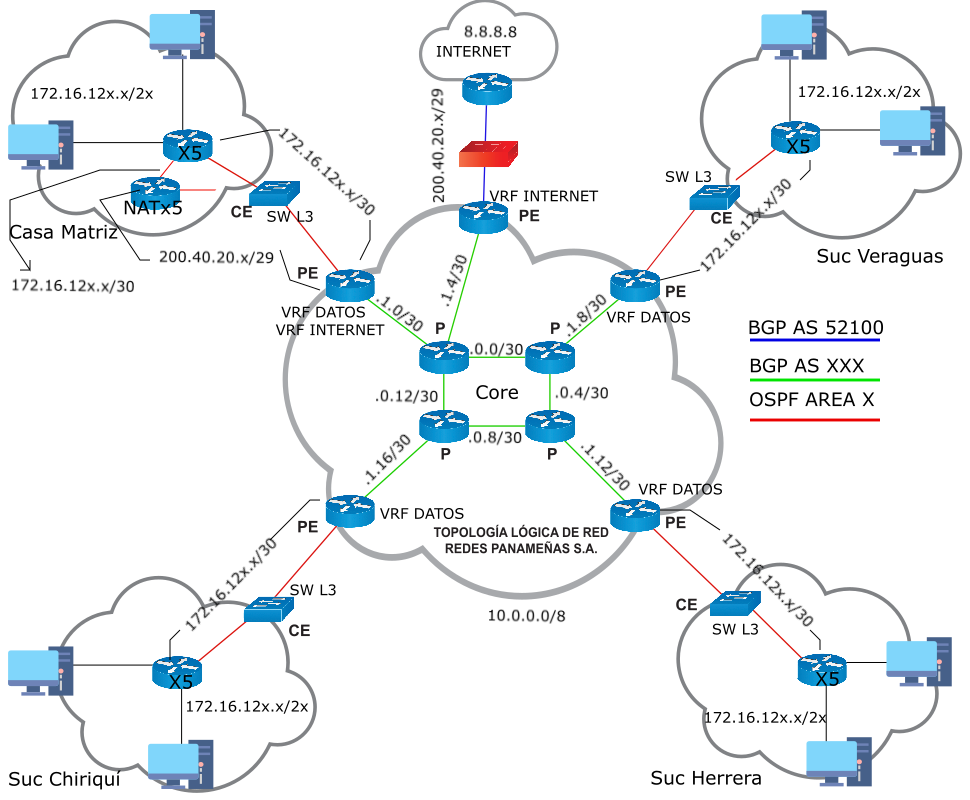 8.8.8.8
INTERNET
200.40.20.x/29
VRF INTERNET
PE
172.16.12x.x/2x
X5
172.16.12x.x/30
NATx5
CE
SW L3
Casa Matriz
200.40.20.x/29
172.16.12x.x/30
PE
VRF DATOS
VRF INTERNET
172.16.12x.x/2x
X5
SW L3
CE
172.16.12x.x/30
Suc Veraguas
PE
VRF DATOS
.1.0/30
.1.4/30
.1.8/30
P
.0.0/30
P
.0.12/30
Core
.0.4/30
.0.8/30
P
P
.1.16/30
.1.12/30
BGP AS 52100
BGP AS XXX
OSPF AREA X
VRF DATOS
PE
VRF DATOS
PE
TOPOLOGÍA LÓGICA DE RED
REDES PANAMEÑAS S.A.
10.0.0.0/8
172.16.12x.x/30
SW L3
CE
X5
172.16.12x.x/2x
Suc Chiriquí
172.16.12x.x/30
CE
SW L3
X5
172.16.12x.x/2x
Suc Herrera